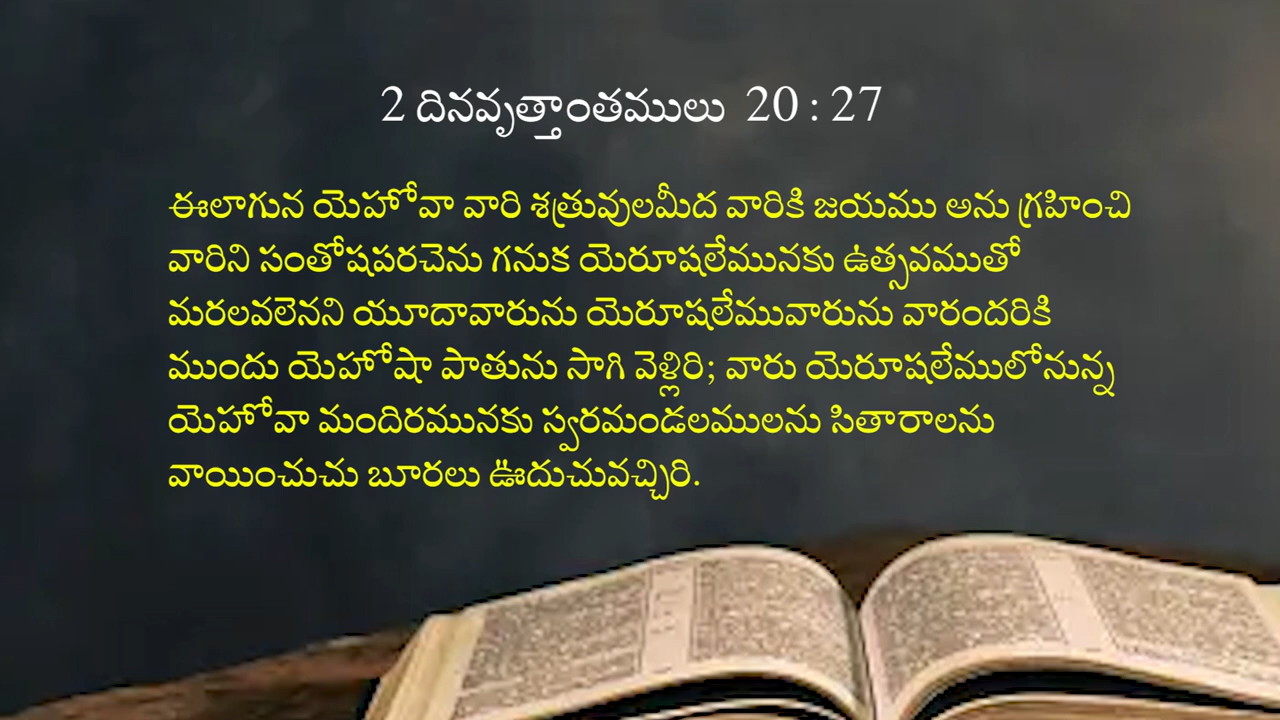 2 దినవృత్తాంతములు 20 : 27
ఈలాగున యెహోవా వారి శత్రువులమీద వారికి జయము అను గ్రహించి
వారిని సంతోషపరచెను గనుక యెరూషలేమునకు ఉత్సవముతో
మరలవలెనని యూదావారును యెరూషలేమువారును వారందరికి
ముందు యెహోషా పాతును సాగి వెళ్లిరి; వారు యెరూషలేములోనున్న
యెహోవా మందిరమునకు స్వరమండలములను సితారాలను
వాయించుచు బూరలు ఊదుచువచ్చిరి.